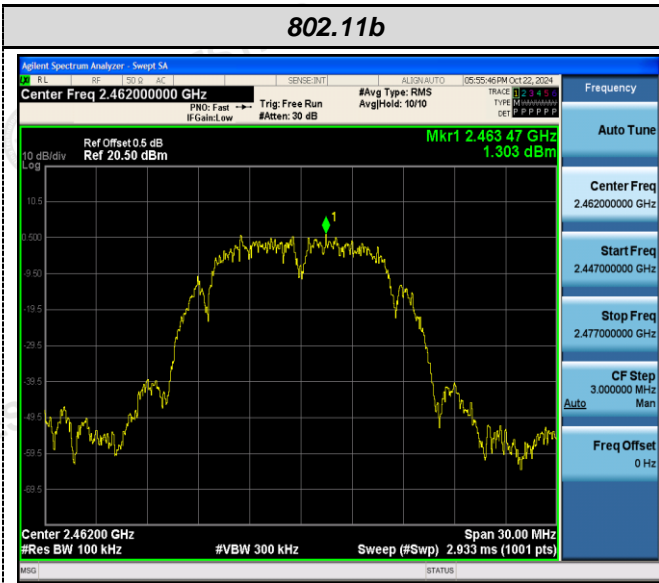 802.11b
Agilent Spectrum Analyzer - Swept SA
RL RF 50 Ω AC SENSE:INT ALIGN AUTO 05:55:46 PM Oct 22, 2024
Center Freq 2.462000000 GHz
PNO: Fast
IFGain:Low
Trig: Free Run
#Atten: 30 dB
#Avg Type: RMS
Avg|Hold: 10/10
TRACE 1 2 3 4 5 6
TYPE M
DET P P P P P P
Ref Offset 0.5 dB
Ref 20.50 dBm
10 dB/div
Log
Mkr1 2.463 47 GHz
1.303 dBm
1
10.5
0.500
-9.50
-19.5
-29.5
-39.5
-49.5
-59.5
-69.5
Center 2.46200 GHz
#Res BW 100 kHz
#VBW 300 kHz
Span 30.00 MHz
Sweep (#Swp) 2.933 ms (1001 pts)
MSG
STATUS
Frequency
Auto Tune
Center Freq
2.462000000 GHz
Start Freq
2.447000000 GHz
Stop Freq
2.477000000 GHz
CF Step
3.000000 MHz
Auto Man
Freq Offset
0 Hz